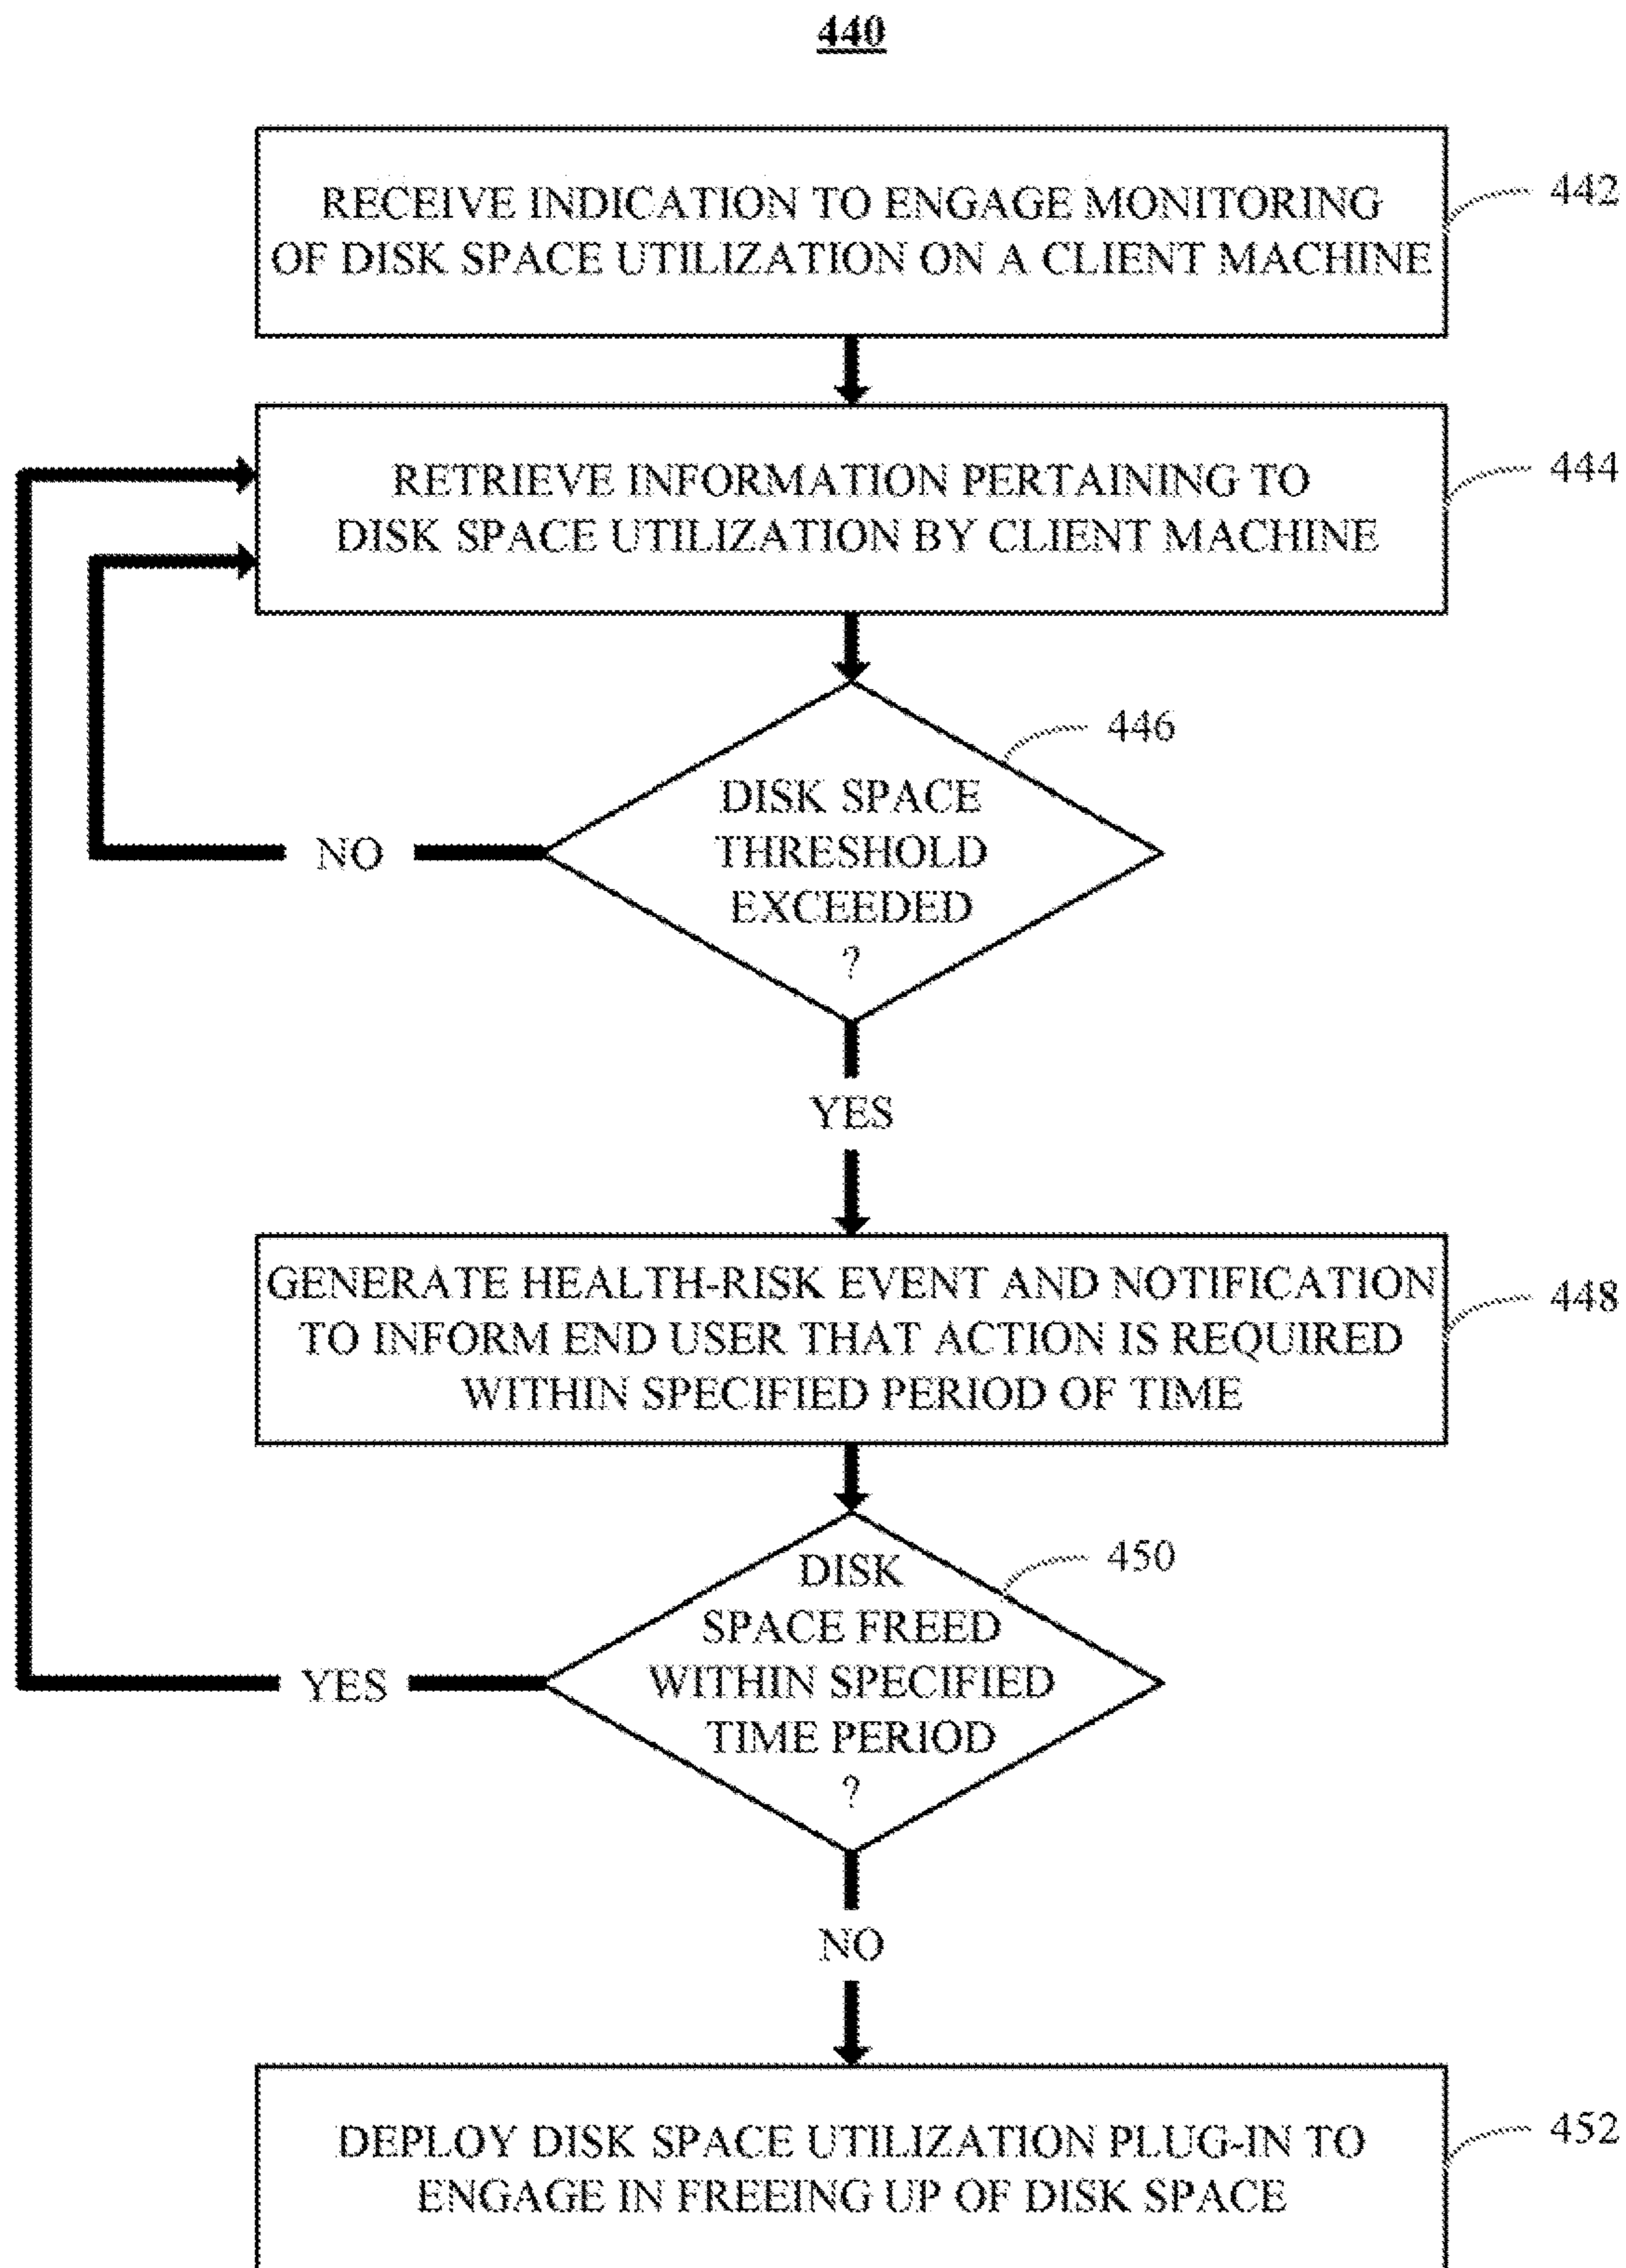 440
RECEIVE INDICATION TO ENGAGE MONITORING
OF DISK SPACE UTILIZATION ON A CLIENT MACHINE
442
RETRIEVE INFORMATION PERTAINING TO
DISK SPACE UTILIZATION BY CLIENT MACHINE
444
446
DISK SPACE
THRESHOLD
EXCEEDED
?
NO
YES
GENERATE HEALTH-RISK EVENT AND NOTIFICATION
TO INFORM END USER THAT ACTION IS REQUIRED
WITHIN SPECIFIED PERIOD OF TIME
448
450
DISK
SPACE FREED
WITHIN SPECIFIED
TIME PERIOD
?
YES
NO
DEPLOY DISK SPACE UTILIZATION PLUG-IN TO
ENGAGE IN FREEING UP OF DISK SPACE
452